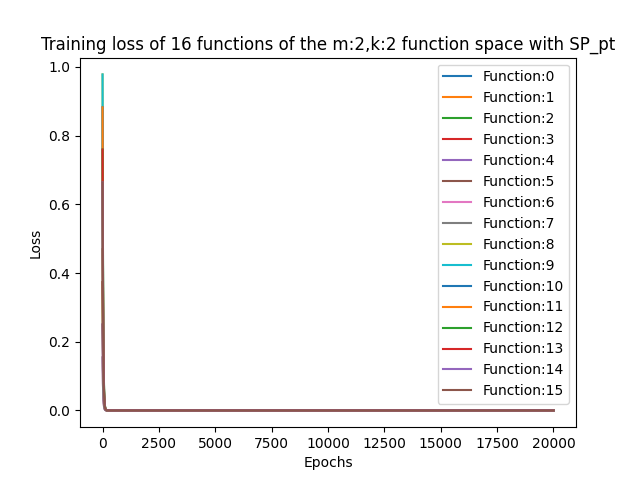 Training loss of 16 functions of the m:2,k:2 function space with SP_pt
1.0
0.8
0.6
0.4
0.2
0.0
Loss
Function:0
Function:1
Function:2
Function:3
Function:4
Function:5
Function:6
Function:7
Function:8
Function:9
Function:10
Function:11
Function:12
Function:13
Function:14
Function:15
0 2500 5000 7500 10000 12500 15000 17500 20000
Epochs